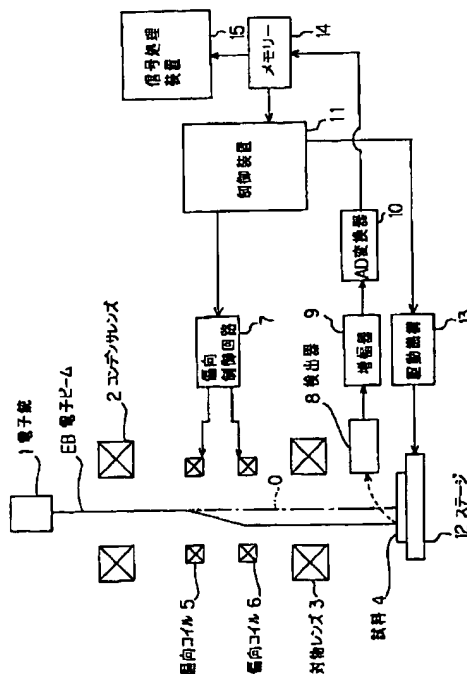 1 電子銃
EB 電子ビーム
2 コンデンサレンズ
偏向コイル 5
偏向コイル 6
対物レンズ 3
試料 4
12 ステージ
O
偏向
制御回路
7
8 検出器
増幅器
9
AD変換器
10
駆動機構
13
制御装置
11
メモリー
14
信号処理
装置
15